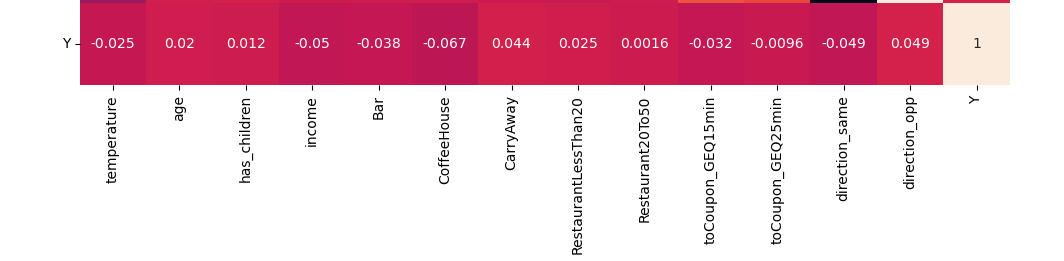 Y -0.025 0.02 0.012 -0.05 -0.038 -0.067 0.044 0.025 0.0016 -0.032 -0.0096 -0.049 0.049 1
temperature
age
has_children
income
Bar
CoffeeHouse
CarryAway
RestaurantLessThan20
Restaurant20To50
toCoupon_GEQ15min
toCoupon_GEQ25min
direction_same
direction_opp
Y